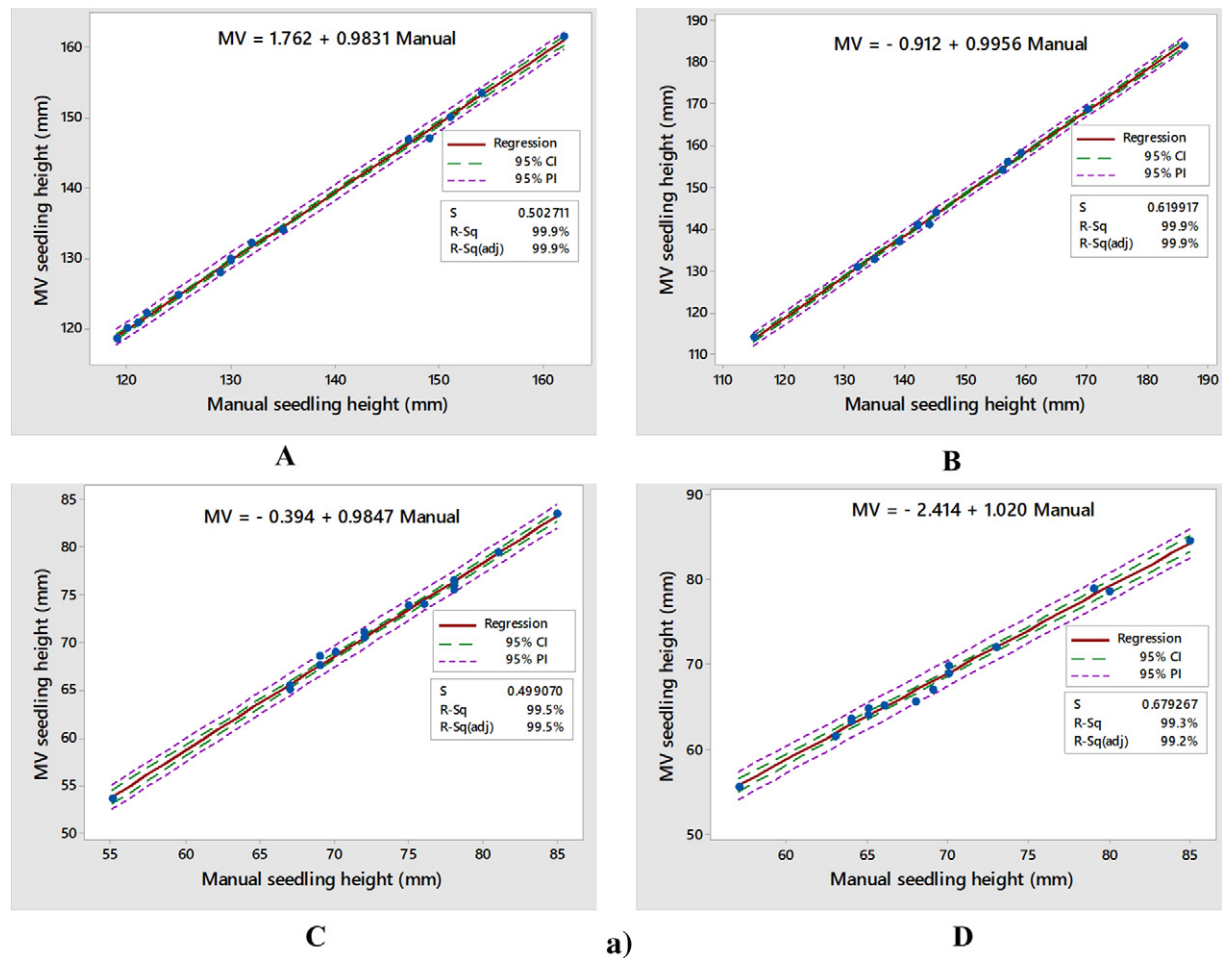 MV = 1.762 + 0.9831 Manual
160
150
140
130
120
120 130 140 150 160
MV seedling height (mm)
Manual seedling height (mm)
Regression
95% CI
95% PI
S 0.502711
R-Sq 99.9%
R-Sq(adj) 99.9%
A
MV = - 0.912 + 0.9956 Manual
190
180
170
160
150
140
130
120
110
110 120 130 140 150 160 170 180 190
MV seedling height (mm)
Manual seedling height (mm)
Regression
95% CI
95% PI
S 0.619917
R-Sq 99.9%
R-Sq(adj) 99.9%
B
MV = - 0.394 + 0.9847 Manual
85
80
75
70
65
60
55
50
55 60 65 70 75 80 85
MV seedling height (mm)
Manual seedling height (mm)
Regression
95% CI
95% PI
S 0.499070
R-Sq 99.5%
R-Sq(adj) 99.5%
C
MV = - 2.414 + 1.020 Manual
90
80
70
60
50
60 65 70 75 80 85
MV seedling height (mm)
Manual seedling height (mm)
Regression
95% CI
95% PI
S 0.679267
R-Sq 99.3%
R-Sq(adj) 99.2%
D
a)